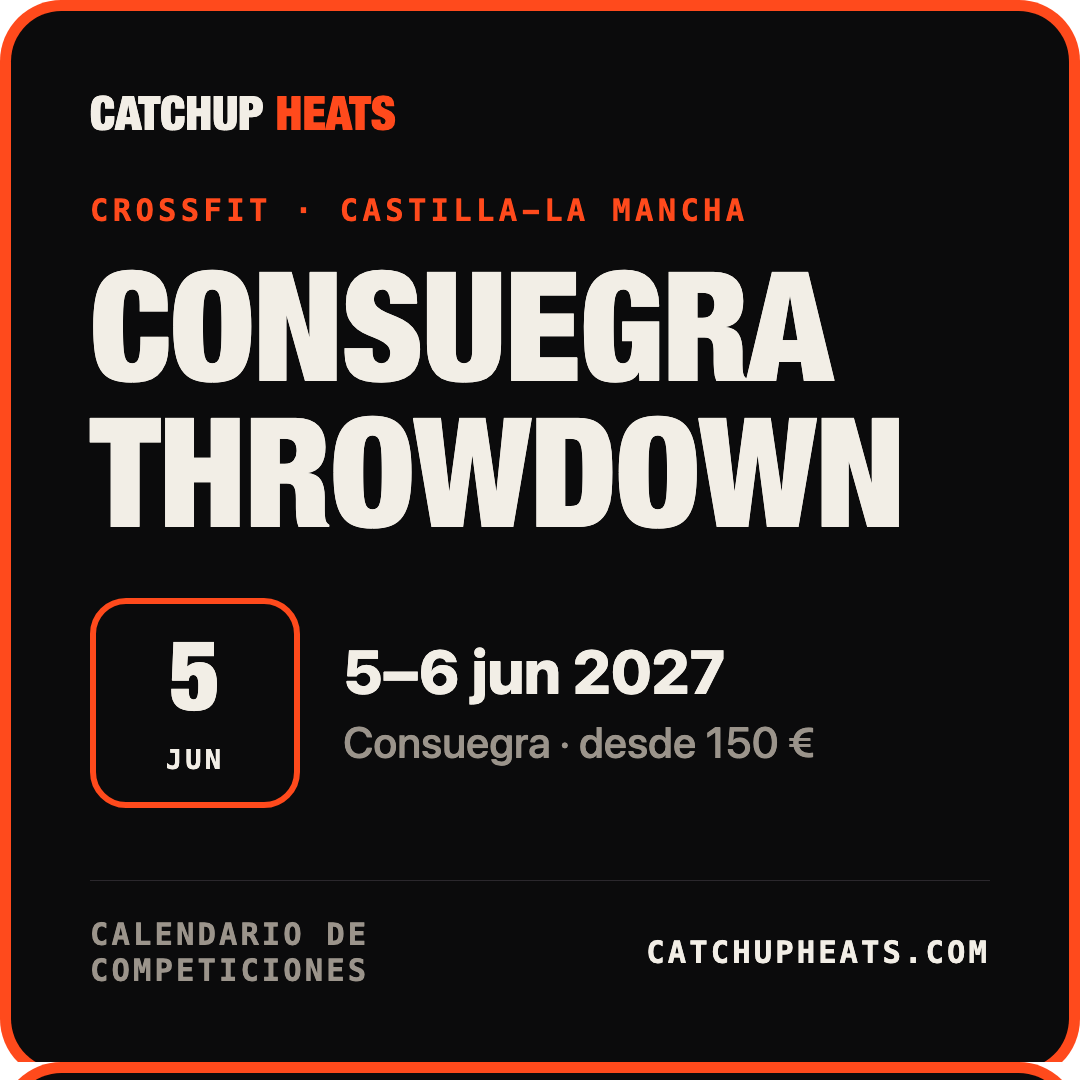 CATCHUP HEATS
CROSSFIT · CASTILLA–LA MANCHA
CONSUEGRA
THROWDOWN
5
JUN
5–6 jun 2027
Consuegra · desde 150 €
CALENDARIO DE
COMPETICIONES
CATCHUPHEATS.COM